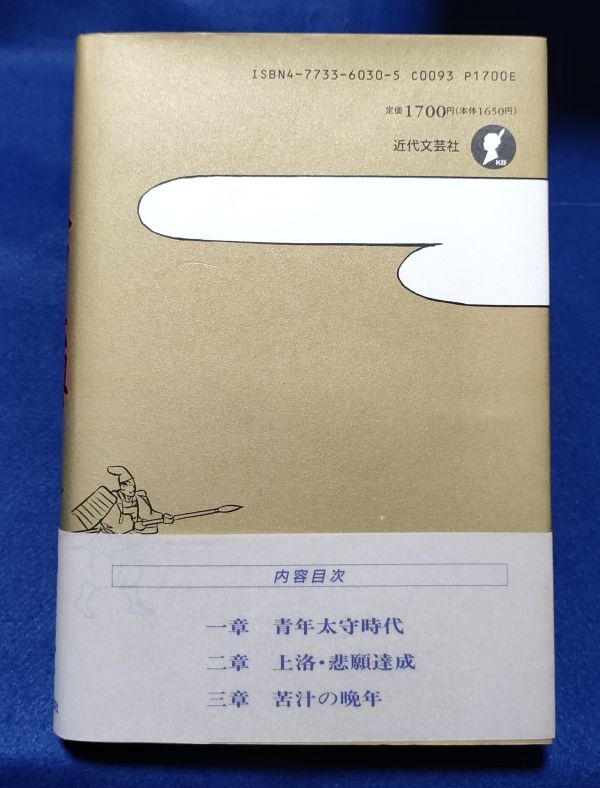 ISBN4-7733-6030-5 C0093 P1700E
定価1700円(本体1650円)
近代文芸社
KB
内容目次
一章 青年太守時代
二章 上洛・悲願達成
三章 苦汁の晩年